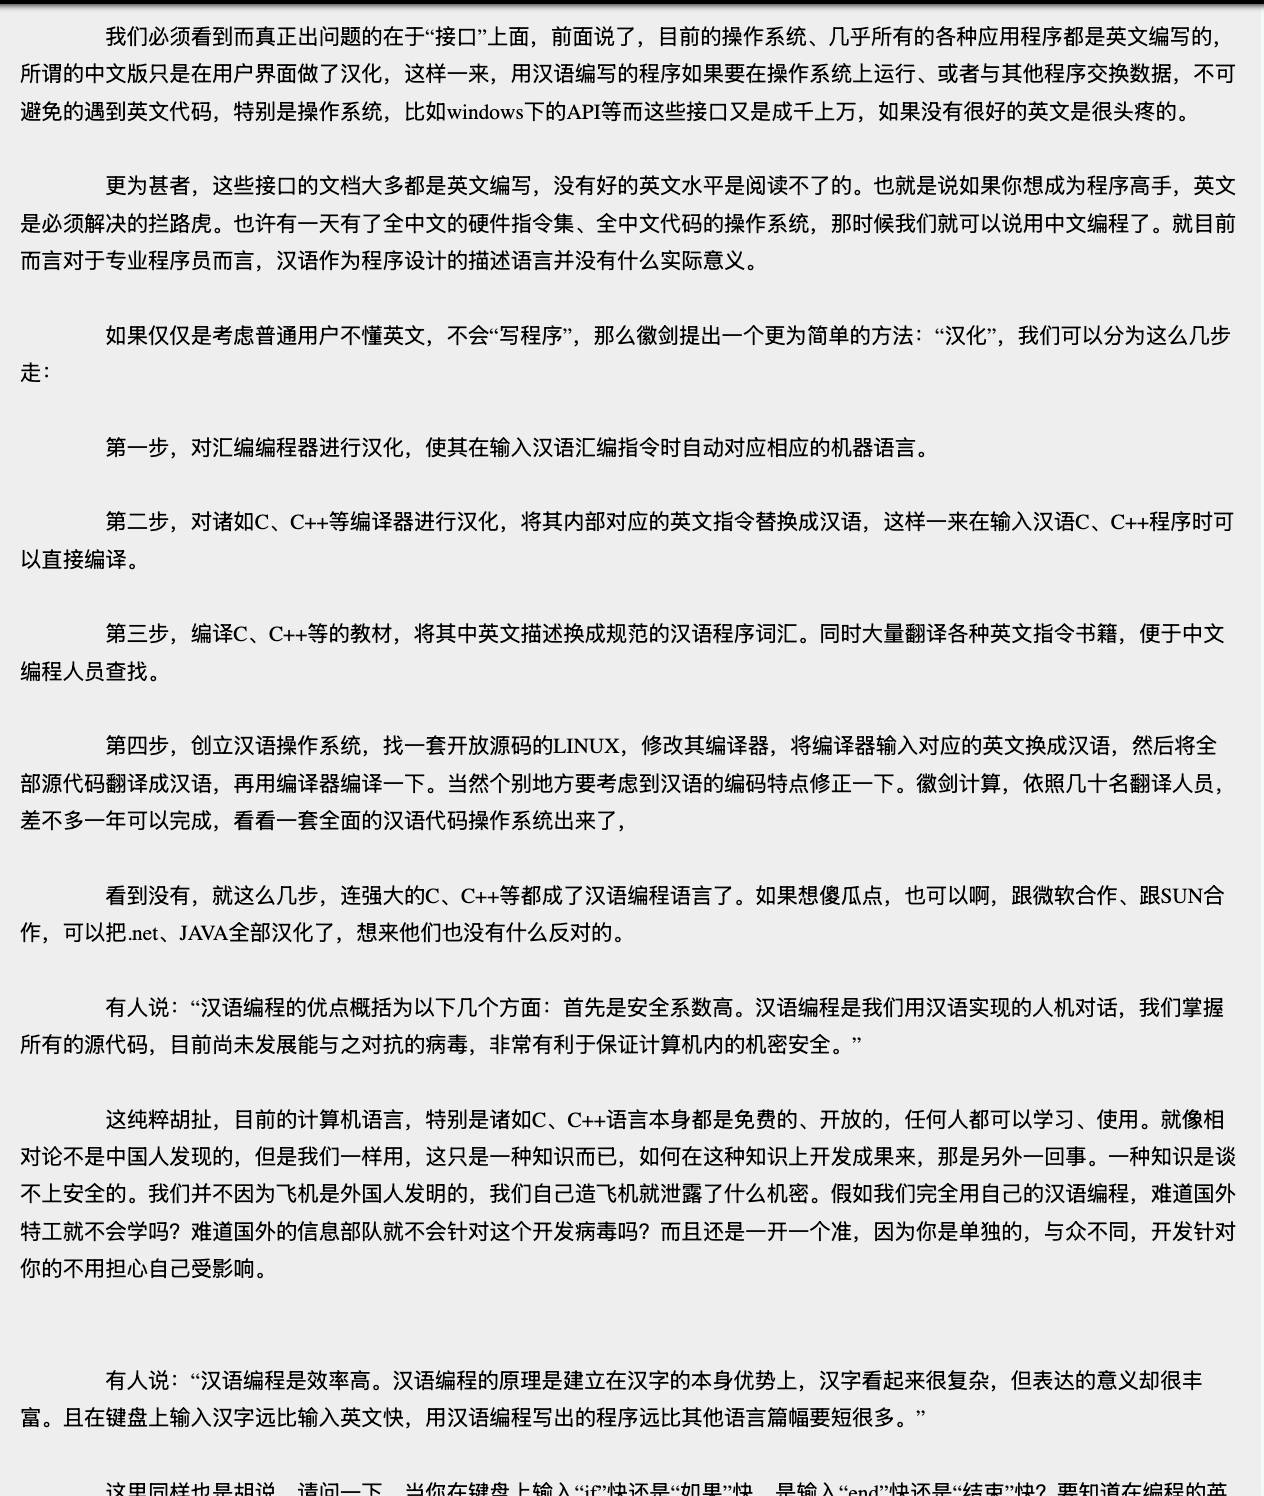 我们必须看到而真正出问题的在于“接口”上面，前面说了，目前的操作系统、几乎所有的各种应用程序都是英文编写的，
所谓的中文版只是在用户界面做了汉化，这样一来，用汉语编写的程序如果要在操作系统上运行、或者与其他程序交换数据，不可
避免的遇到英文代码，特别是操作系统，比如windows下的API等而这些接口又是成千上万，如果没有很好的英文是很头疼的。
更为甚者，这些接口的文档大多都是英文编写，没有好的英文水平是阅读不了的。也就是说如果你想成为程序高手，英文
是必须解决的拦路虎。也许有一天有了全中文的硬件指令集、全中文代码的操作系统，那时候我们就可以说用中文编程了。就目前
而言对于专业程序员而言，汉语作为程序设计的描述语言并没有什么实际意义。
如果仅仅是考虑普通用户不懂英文，不会“写程序”，那么徽剑提出一个更为简单的方法：“汉化”，我们可以分为这么几步
走：
第一步，对汇编编程器进行汉化，使其在输入汉语汇编指令时自动对应相应的机器语言。
第二步，对诸如C、C++等编译器进行汉化，将其内部对应的英文指令替换成汉语，这样一来在输入汉语C、C++程序时可
以直接编译。
第三步，编译C、C++等的教材，将其中英文描述换成规范的汉语程序词汇。同时大量翻译各种英文指令书籍，便于中文
编程人员查找。
第四步，创立汉语操作系统，找一套开放源码的LINUX，修改其编译器，将编译器输入对应的英文换成汉语，然后将全
部源代码翻译成汉语，再用编译器编译一下。当然个别地方要考虑到汉语的编码特点修正一下。徽剑计算，依照几十名翻译人员，
差不多一年可以完成，看看一套全面的汉语代码操作系统出来了，
看到没有，就这么几步，连强大的C、C++等都成了汉语编程语言了。如果想傻瓜点，也可以啊，跟微软合作、跟SUN合
作，可以把.net、JAVA全部汉化了，想来他们也没有什么反对的。
有人说：“汉语编程的优点概括为以下几个方面：首先是安全系数高。汉语编程是我们用汉语实现的人机对话，我们掌握
所有的源代码，目前尚未发展能与之对抗的病毒，非常有利于保证计算机内的机密安全。”
这纯粹胡扯，目前的计算机语言，特别是诸如C、C++语言本身都是免费的、开放的，任何人都可以学习、使用。就像相
对论不是中国人发现的，但是我们一样用，这只是一种知识而已，如何在这种知识上开发成果来，那是另外一回事。一种知识是谈
不上安全的。我们并不因为飞机是外国人发明的，我们自己造飞机就泄露了什么机密。假如我们完全用自己的汉语编程，难道国外
特工就不会学吗？难道国外的信息部队就不会针对这个开发病毒吗？而且还是一开一个准，因为你是单独的，与众不同，开发针对
你的不用担心自己受影响。
有人说：“汉语编程是效率高。汉语编程的原理是建立在汉字的本身优势上，汉字看起来很复杂，但表达的意义却很丰
富。且在键盘上输入汉字远比输入英文快，用汉语编程写出的程序远比其他语言篇幅要短很多。”
这里同样也是胡说，请问一下，当你在键盘上输入“if”快还是“如果”快，是输入“end”快还是“结束”快？要知道在编程的英